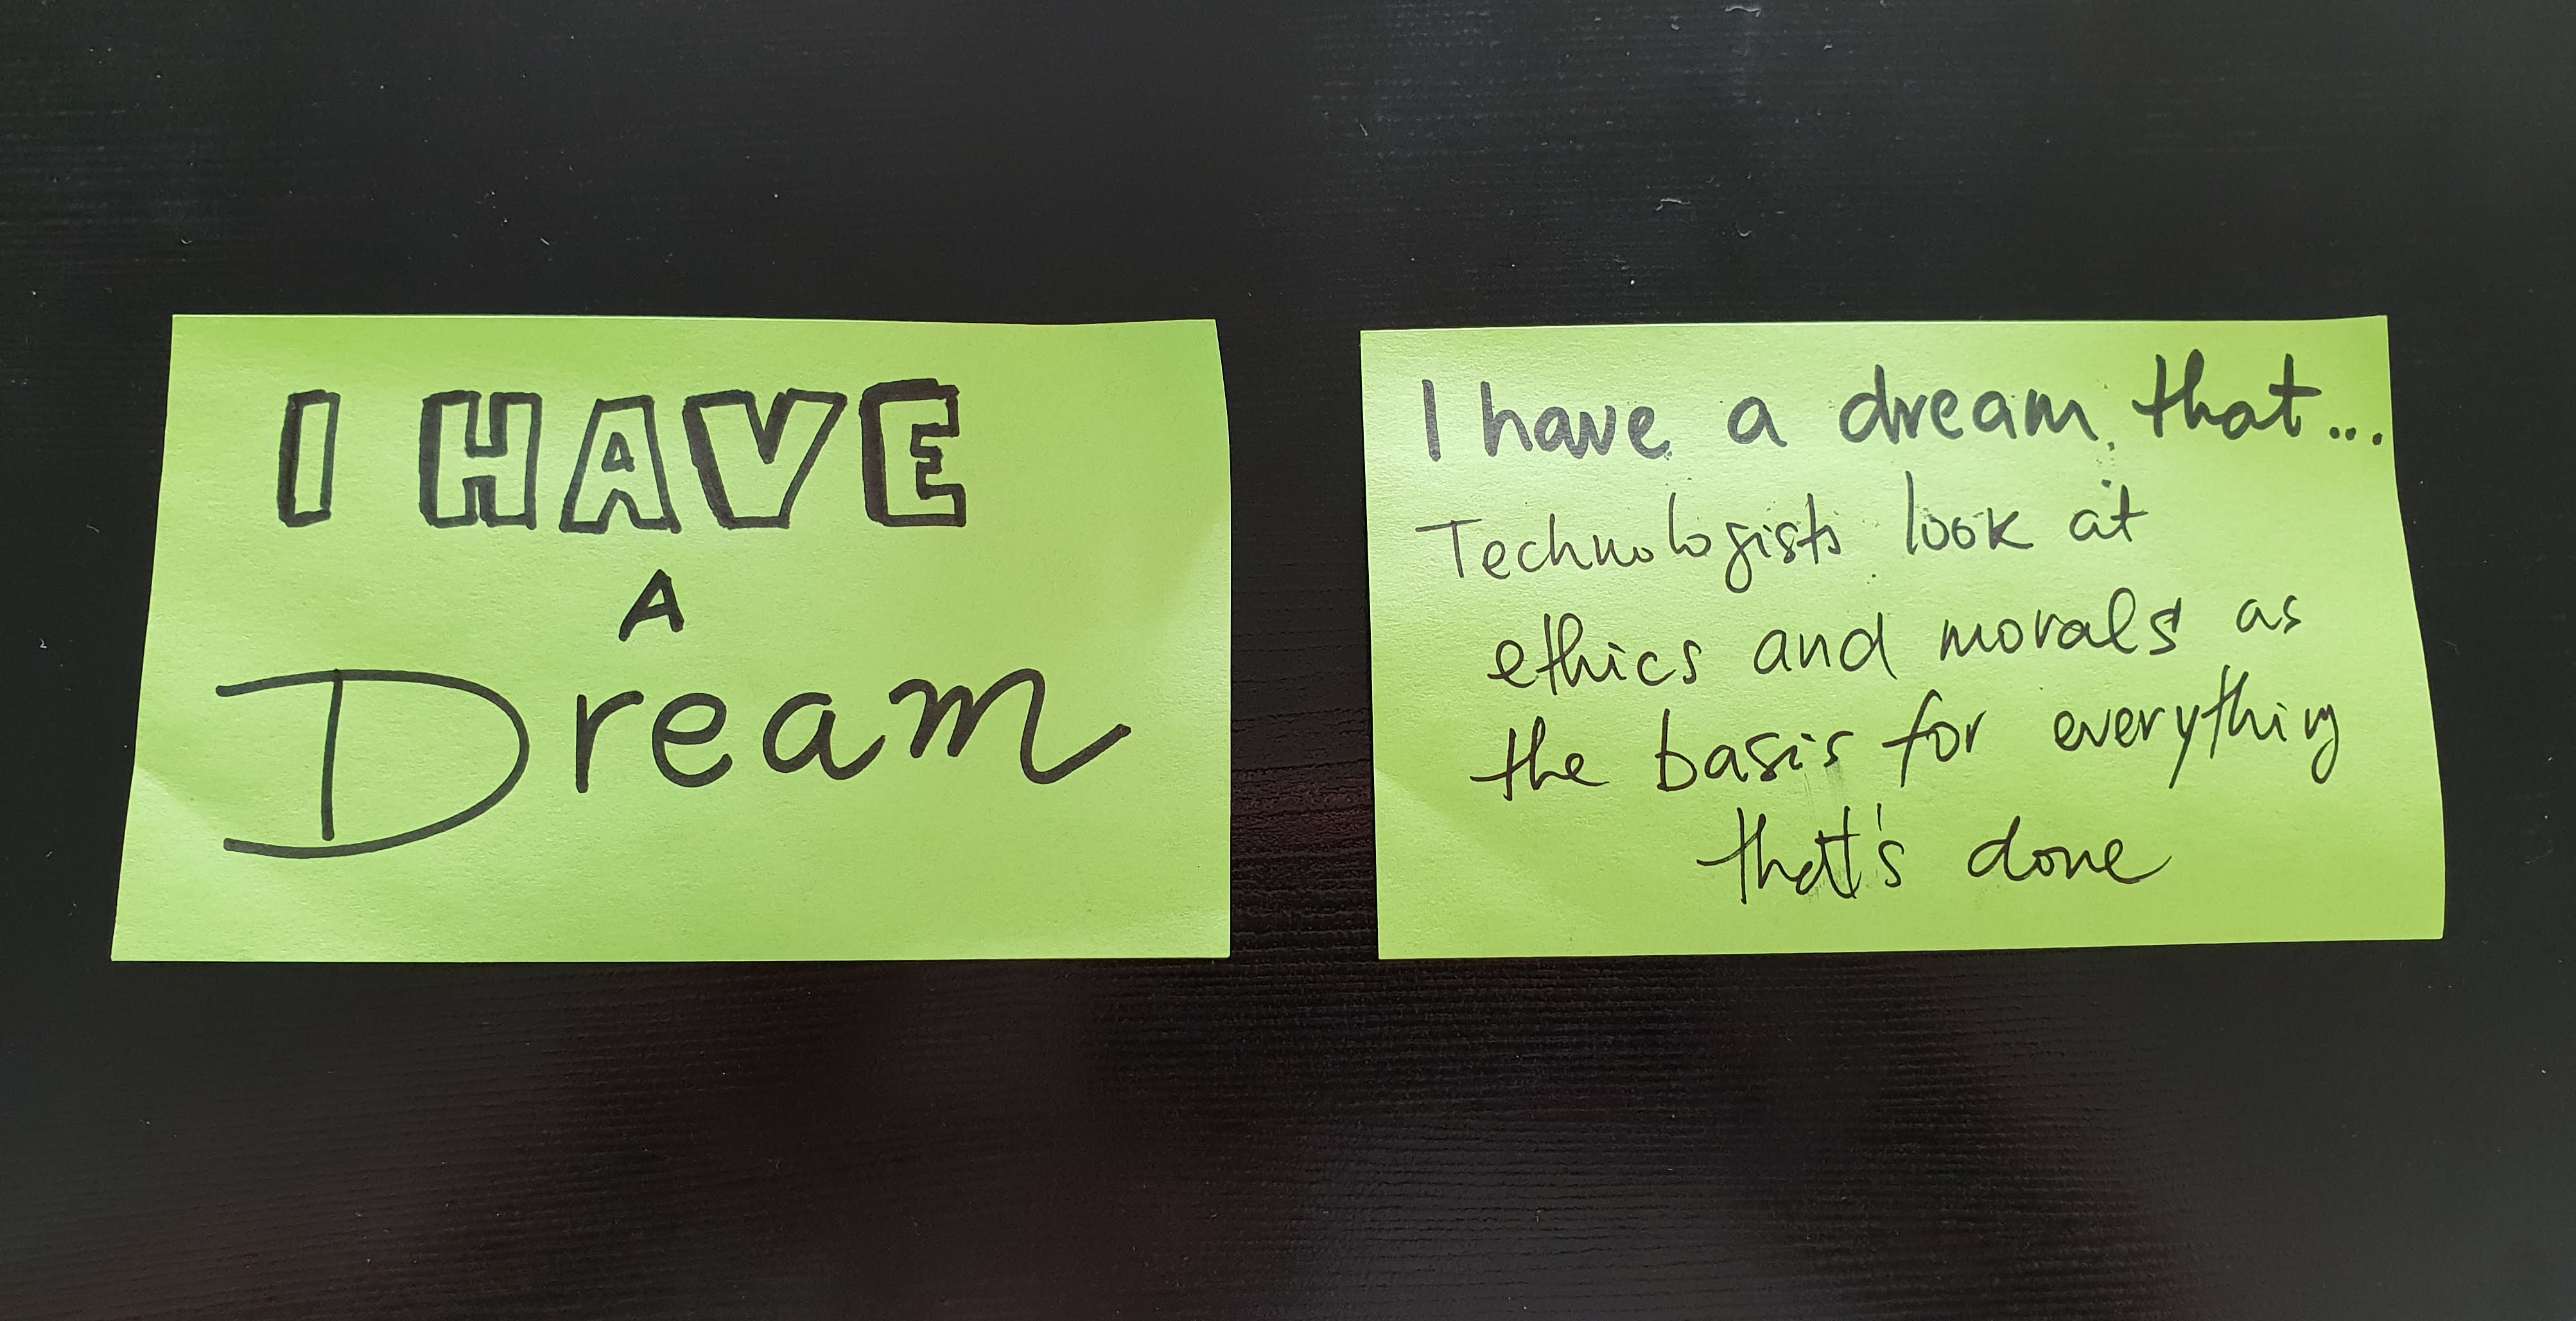 I HAVE
A
Dream
I have a dream that...
Technologists look at
ethics and morals as
the basis for everything
that's done